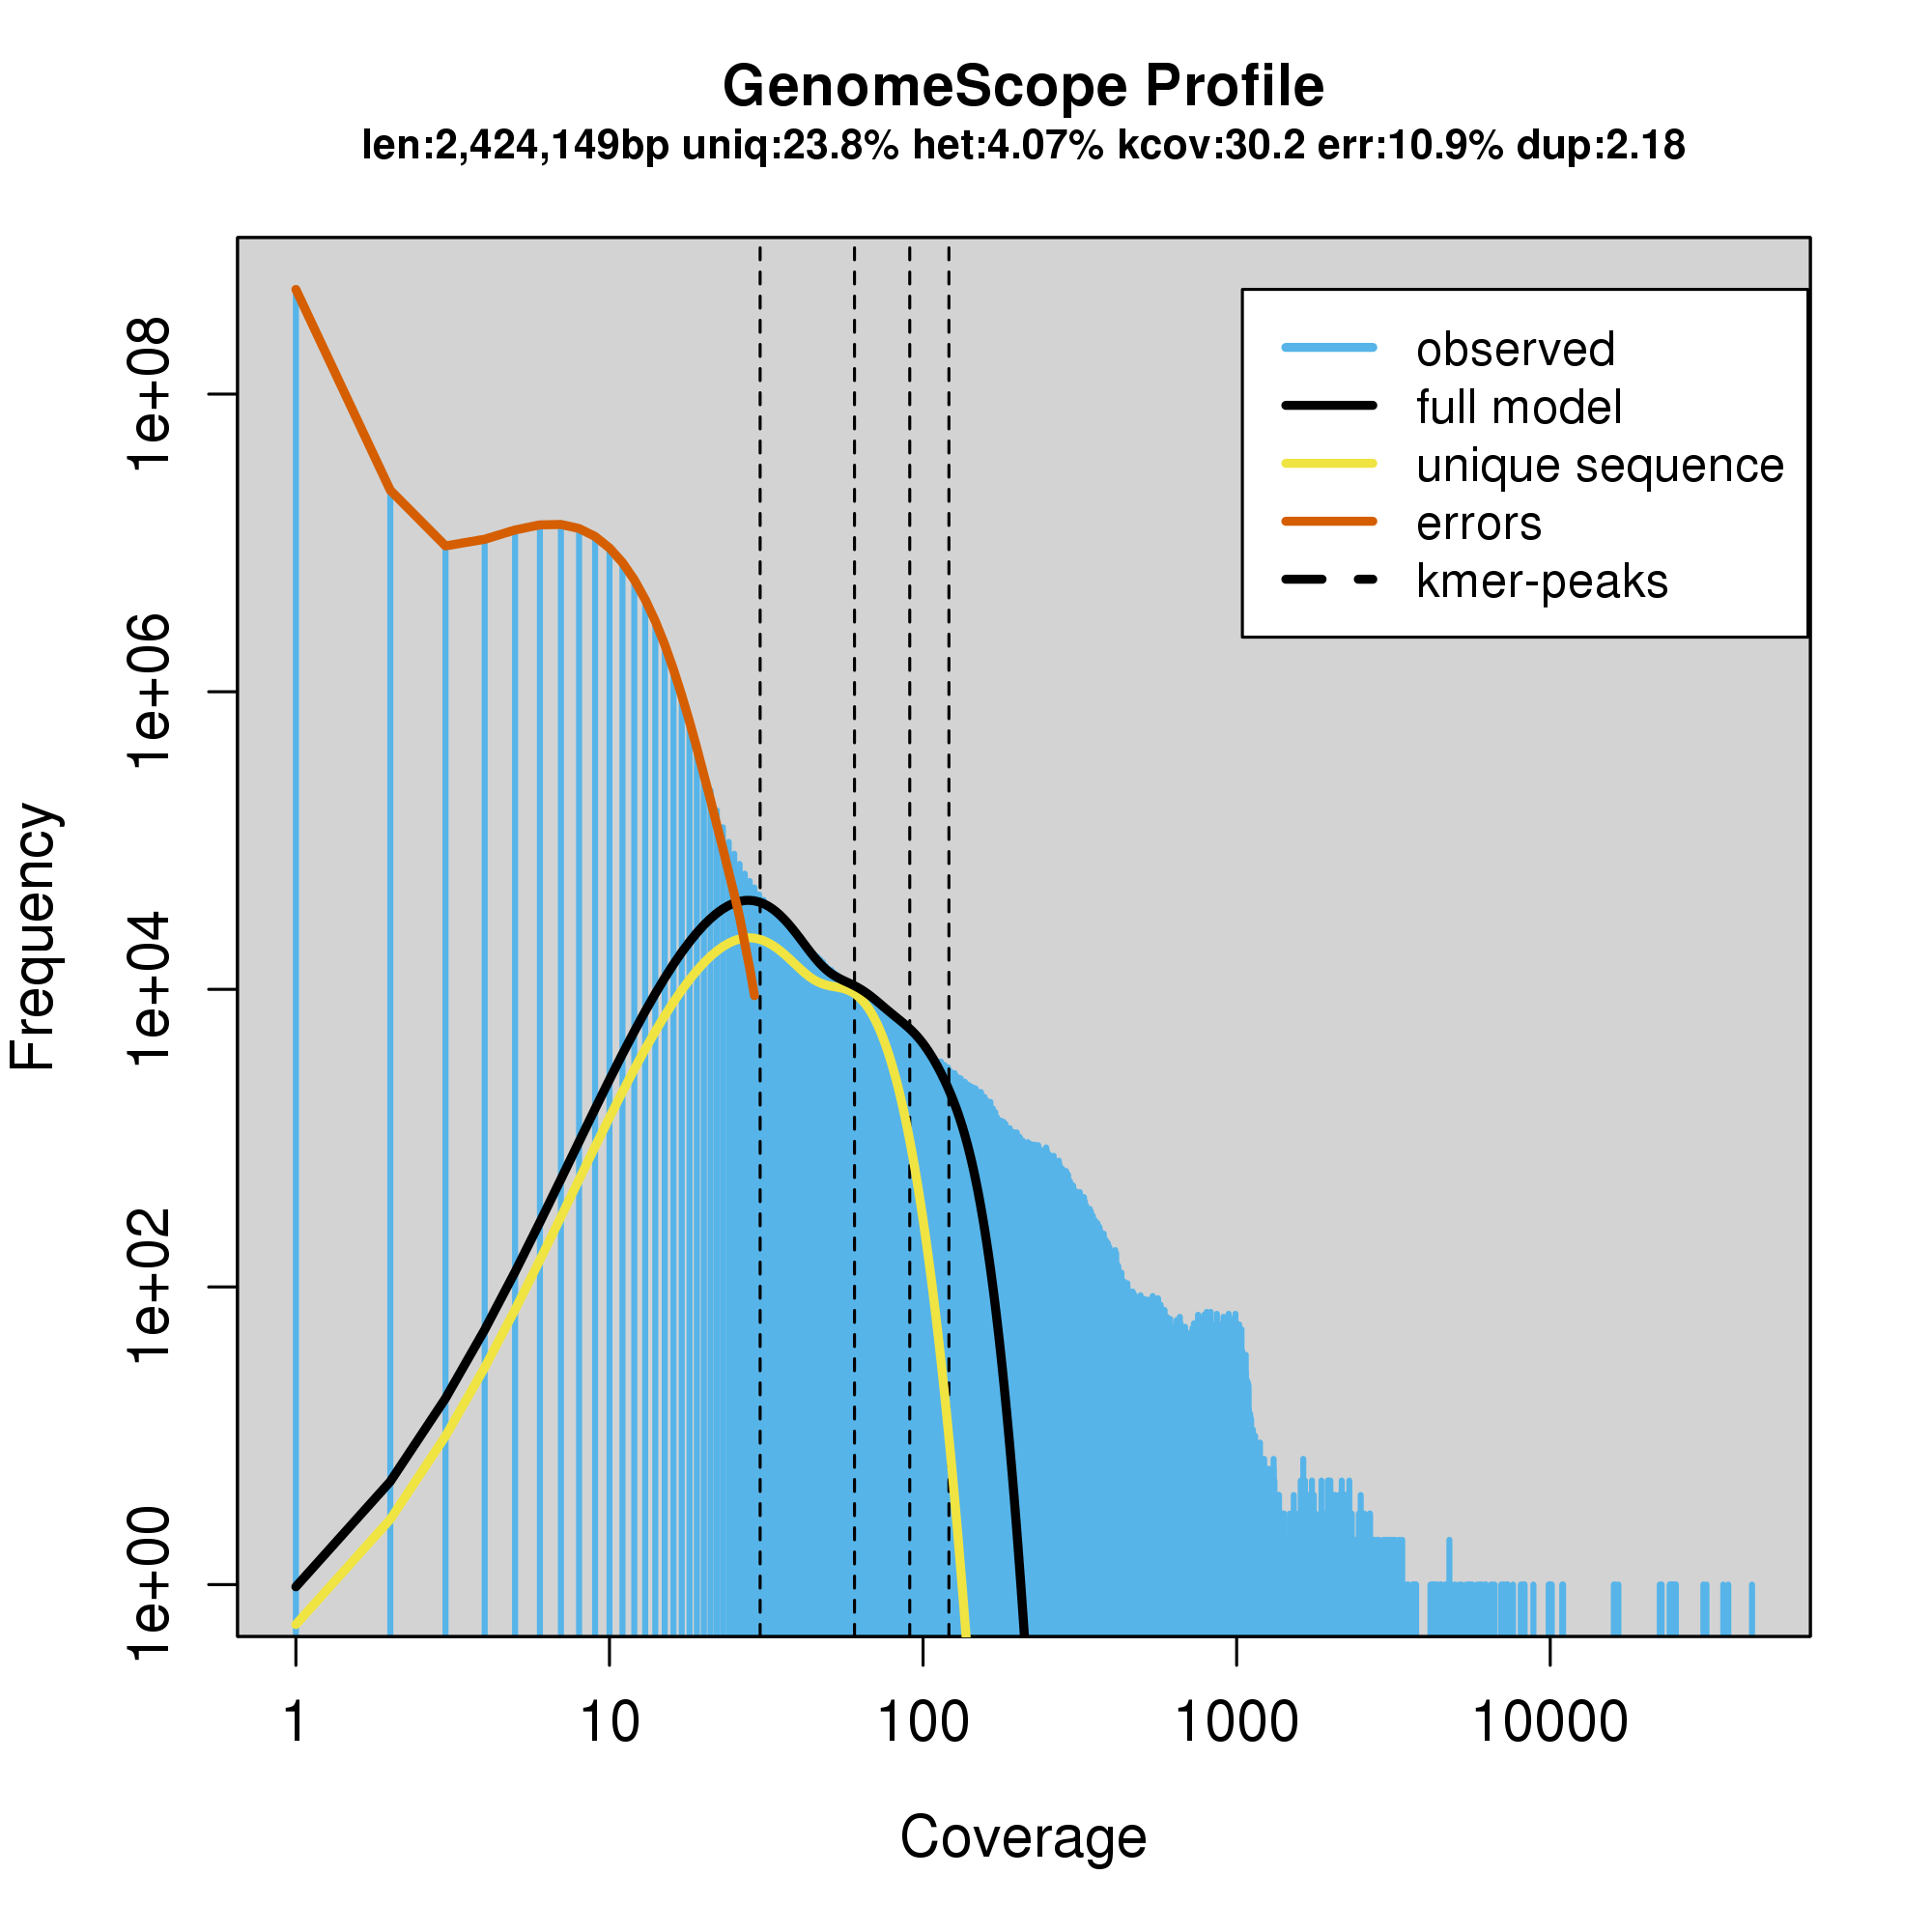 GenomeScope Profile
len:2,424,149bp uniq:23.8% het:4.07% kcov:30.2 err:10.9% dup:2.18
observed
full model
unique sequence
errors
kmer-peaks
Frequency
1e+08
1e+06
1e+04
1e+02
1e+00
1 10 100 1000 10000
Coverage